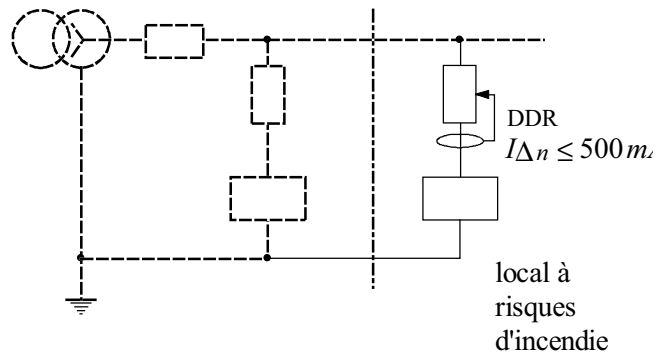 DDR
IΔn ≤ 500 m
local à
risques
d'incendie